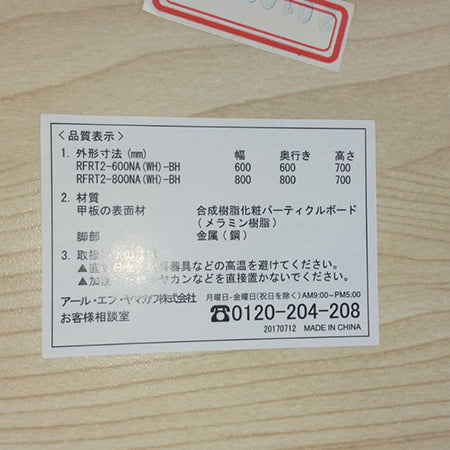 〈品質表示〉
1. 外形寸法(mm) 幅 奥行き 高さ
RFRT2-600NA(WH)-BH 600 600 700
RFRT2-800NA(WH)-BH 800 800 700
2. 材質
甲板の表面材 合成樹脂化粧パーティクルボード
(メラミン樹脂)
脚部 金属(鋼)
3. 取扱
▲直 器具などの高温を避けてください。
▲加 ヤカンなどを直接置かないでください。
アール・エフ・ヤマカワ株式会社 月曜日-金曜日(祝日を除く)AM9:00~PM5:00
お客様相談室 ☎0120-204-208
20170712 MADE IN CHINA